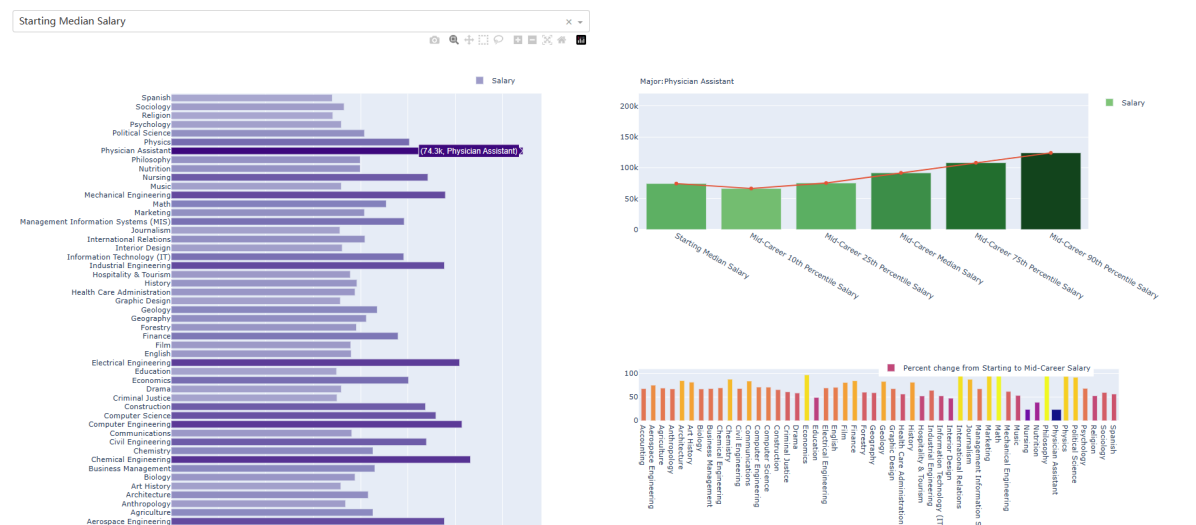 Starting Median Salary
Salary
Spanish
Sociology
Religion
Psychology
Political Science
Physics
Physician Assistant
(74.3k, Physician Assistant)
Philosophy
Nutrition
Nursing
Music
Mechanical Engineering
Math
Marketing
Management Information Systems (MIS)
Journalism
International Relations
Interior Design
Information Technology (IT)
Industrial Engineering
Hospitality & Tourism
History
Health Care Administration
Graphic Design
Geology
Geography
Forestry
Finance
Film
English
Electrical Engineering
Education
Economics
Drama
Criminal Justice
Construction
Computer Science
Computer Engineering
Communications
Civil Engineering
Chemistry
Chemical Engineering
Business Management
Biology
Art History
Architecture
Anthropology
Agriculture
Aerospace Engineering
Major:Physician Assistant
Salary
200k
150k
100k
50k
0
Starting Median Salary
Mid-Career 10th Percentile Salary
Mid-Career 25th Percentile Salary
Mid-Career Median Salary
Mid-Career 75th Percentile Salary
Mid-Career 90th Percentile Salary
Percent change from Starting to Mid-Career Salary
100
50
0
Accounting
Aerospace Engineering
Agriculture
Anthropology
Architecture
Art History
Biology
Business Management
Chemical Engineering
Chemistry
Civil Engineering
Communications
Computer Engineering
Computer Science
Construction
Criminal Justice
Drama
Economics
Education
Electrical Engineering
English
Film
Finance
Forestry
Geography
Geology
Graphic Design
Health Care Administration
History
Hospitality & Tourism
Industrial Engineering
Information Technology (IT
Interior Design
International Relations
Journalism
Management Information S
Marketing
Math
Mechanical Engineering
Music
Nursing
Nutrition
Philosophy
Physician Assistant
Physics
Political Science
Psychology
Religion
Sociology
Spanish